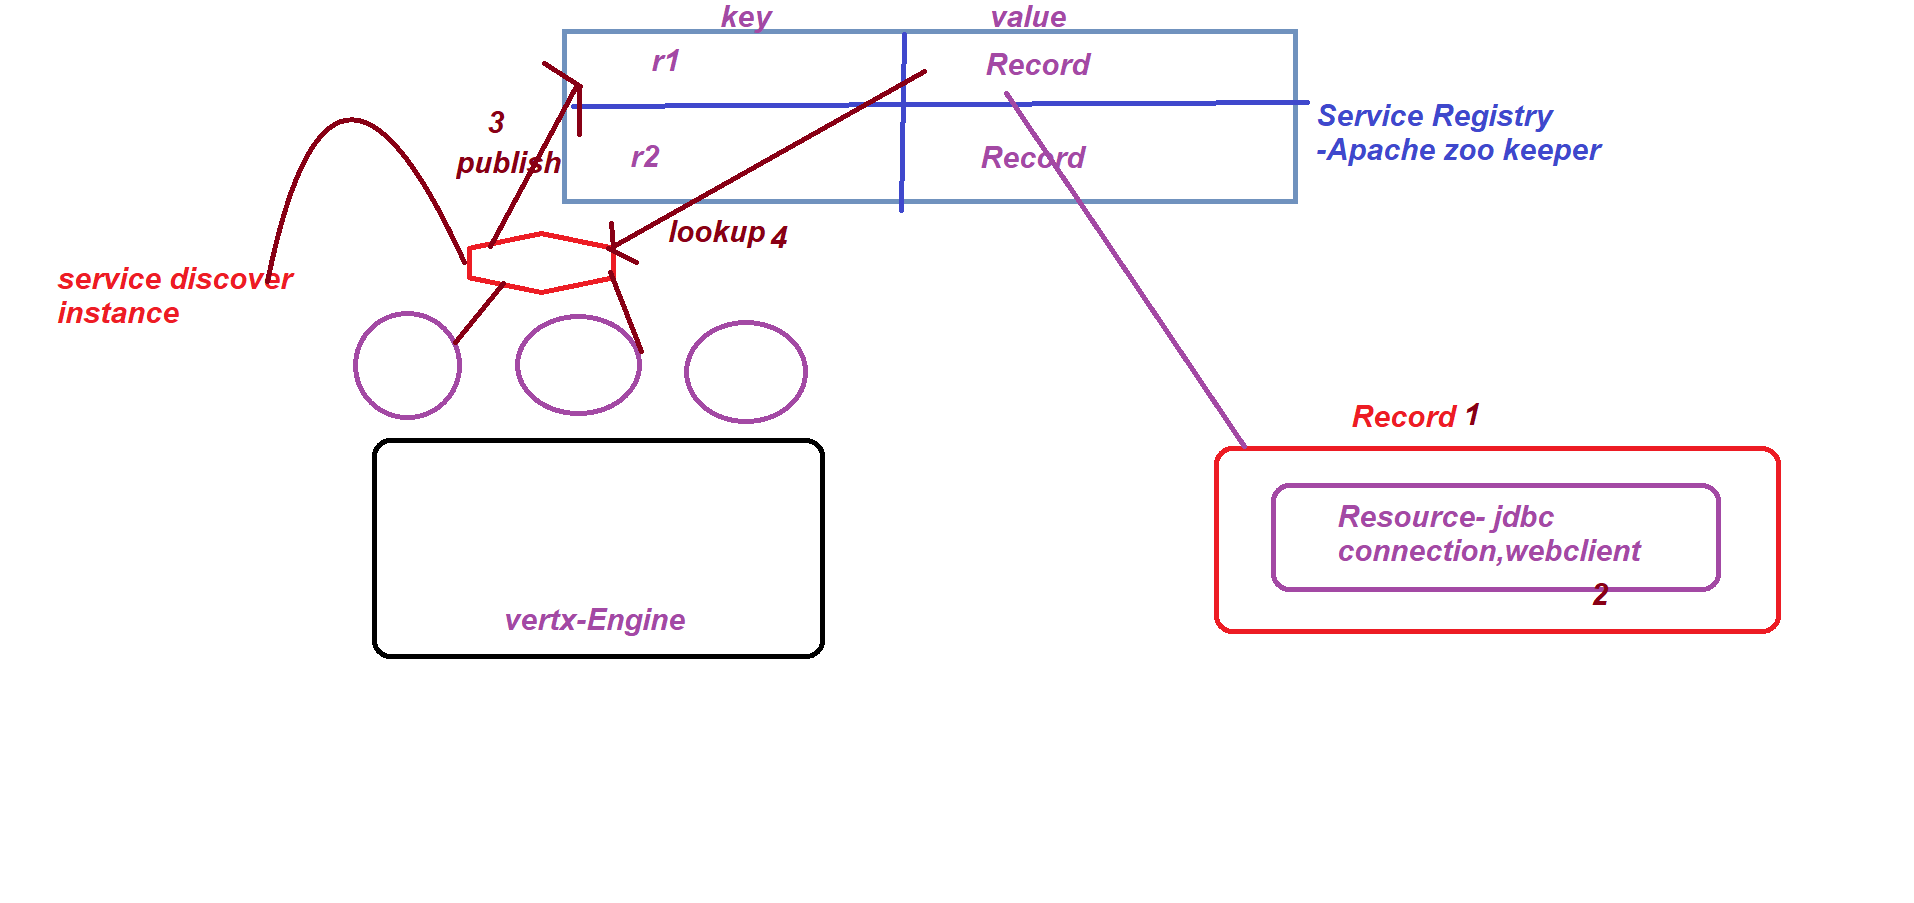 key value
r1 Record
3
publish
r2 Record
Service Registry
-Apache zoo keeper
lookup 4
service discover
instance
Record 1
Resource- jdbc
connection,webclient
2
vertx-Engine